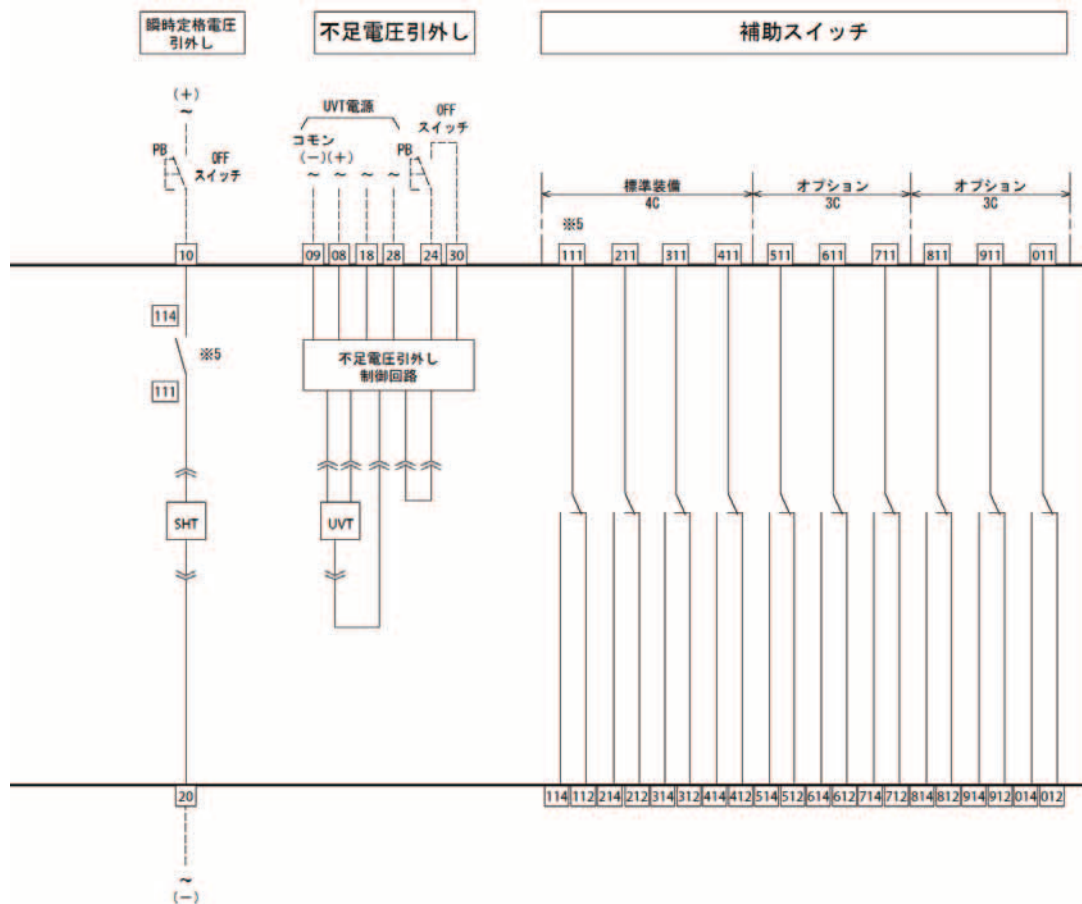 瞬時定格電圧
引外し
不足電圧引外し
補助スイッチ
(+)
~
PB
OFF
スイッチ
UVT電源
コモン
(−)(+)
~ ~ ~ ~
PB
OFF
スイッチ
標準装備
4C
オプション
3C
オプション
3C
※5
10
09 08 18 28 24 30
111 211 311 411 511 611 711 811 911 011
114
※5
111
不足電圧引外し
制御回路
SHT
UVT
20
114 112 214 212 314 312 414 412 514 512 614 612 714 712 814 812 914 912 014 012
~
(−)